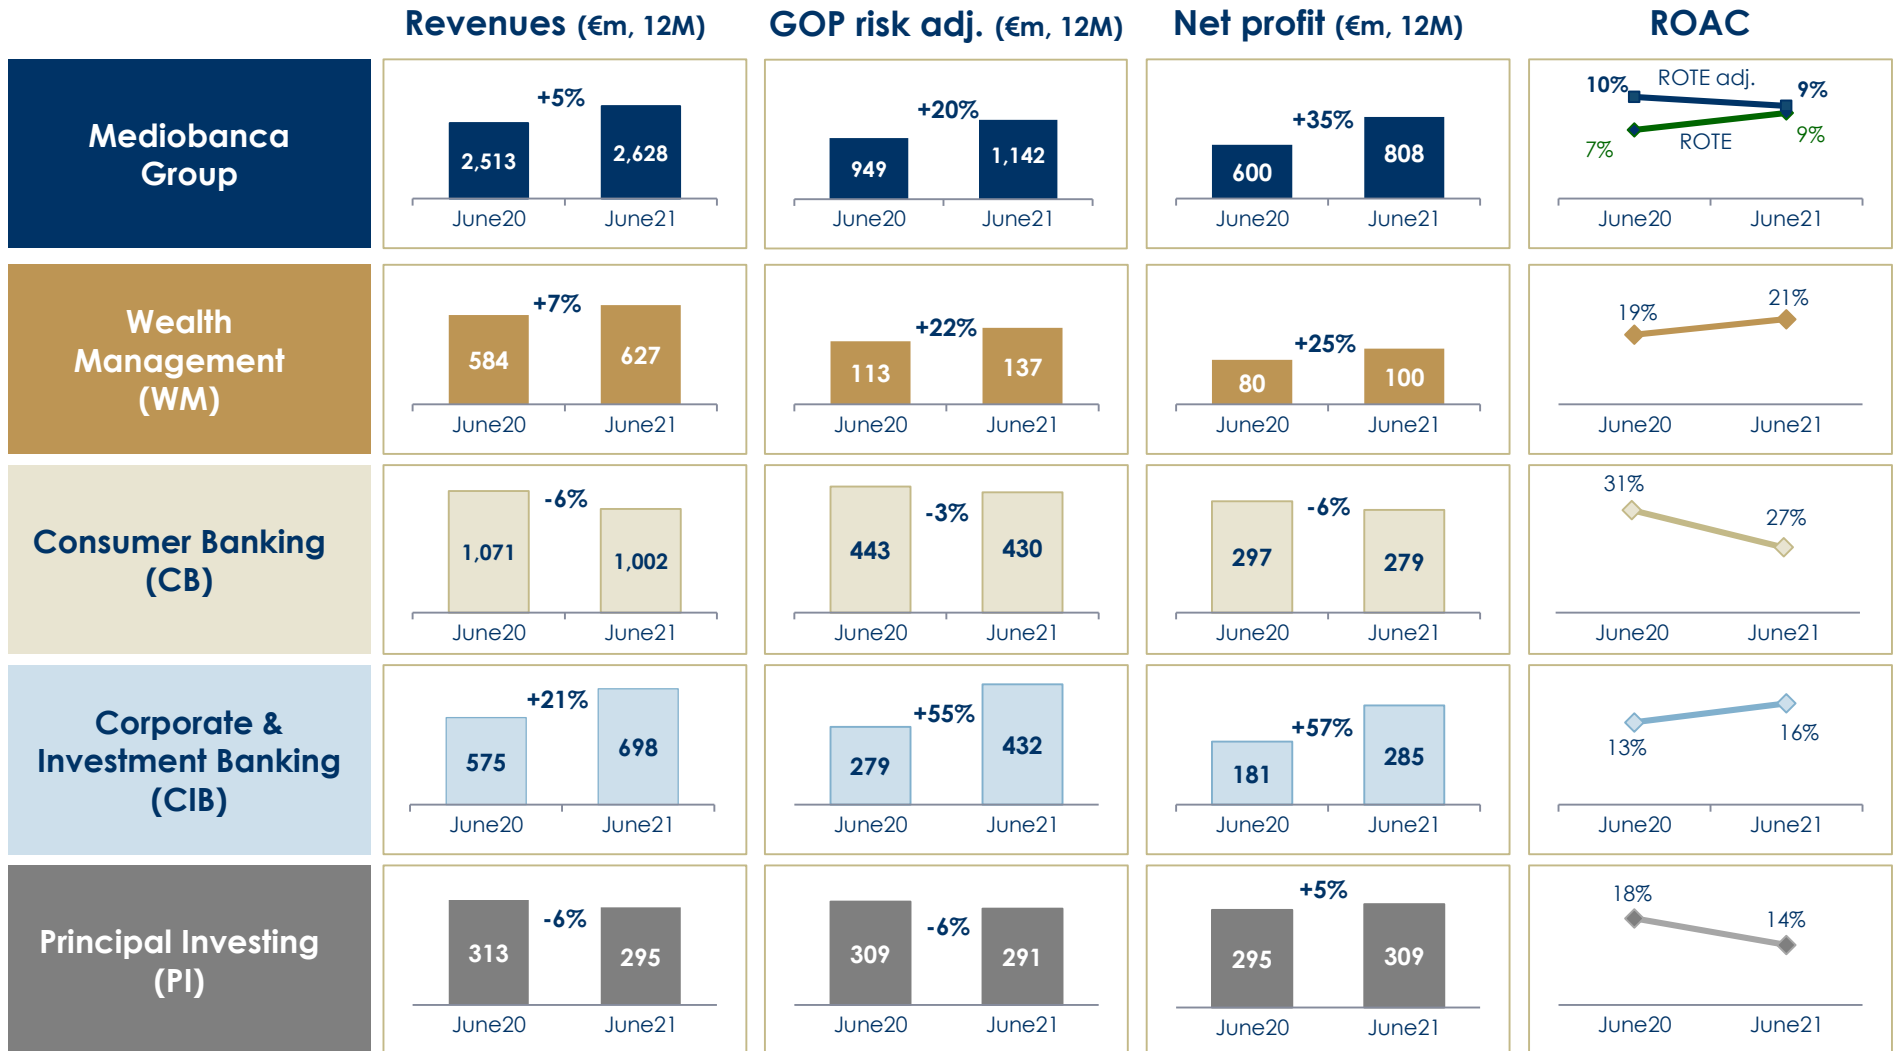 Revenues (€m, 12M)
GOP risk adj. (€m, 12M)
Net profit (€m, 12M)
ROAC
Mediobanca
Group
+5%
2,513
2,628
June20
June21
+20%
949
1,142
June20
June21
+35%
600
808
June20
June21
10%
ROTE adj.
9%
7%
ROTE
9%
June20
June21
Wealth
Management
(WM)
+7%
584
627
June20
June21
+22%
113
137
June20
June21
+25%
80
100
June20
June21
19%
21%
June20
June21
Consumer Banking
(CB)
-6%
1,071
1,002
June20
June21
-3%
443
430
June20
June21
-6%
297
279
June20
June21
31%
27%
June20
June21
Corporate &
Investment Banking
(CIB)
+21%
575
698
June20
June21
+55%
279
432
June20
June21
+57%
181
285
June20
June21
13%
16%
June20
June21
Principal Investing
(PI)
-6%
313
295
June20
June21
-6%
309
291
June20
June21
+5%
295
309
June20
June21
18%
14%
June20
June21